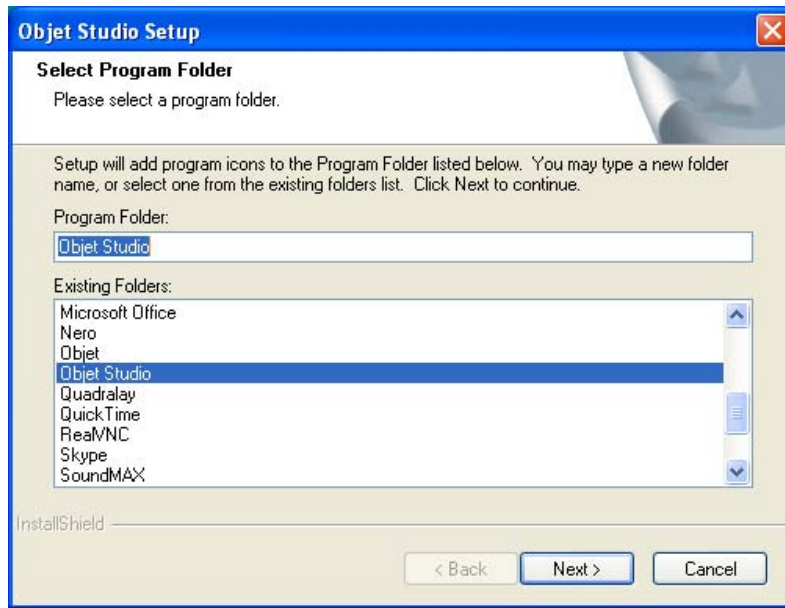 Objet Studio Setup
Select Program Folder
Please select a program folder.
Setup will add program icons to the Program Folder listed below. You may type a new folder
name, or select one from the existing folders list. Click Next to continue.
Program Folder:
Objet Studio
Existing Folders:
Microsoft Office
Nero
Objet
Objet Studio
Quadralay
QuickTime
RealVNC
Skype
SoundMAX
InstallShield
< Back Next > Cancel